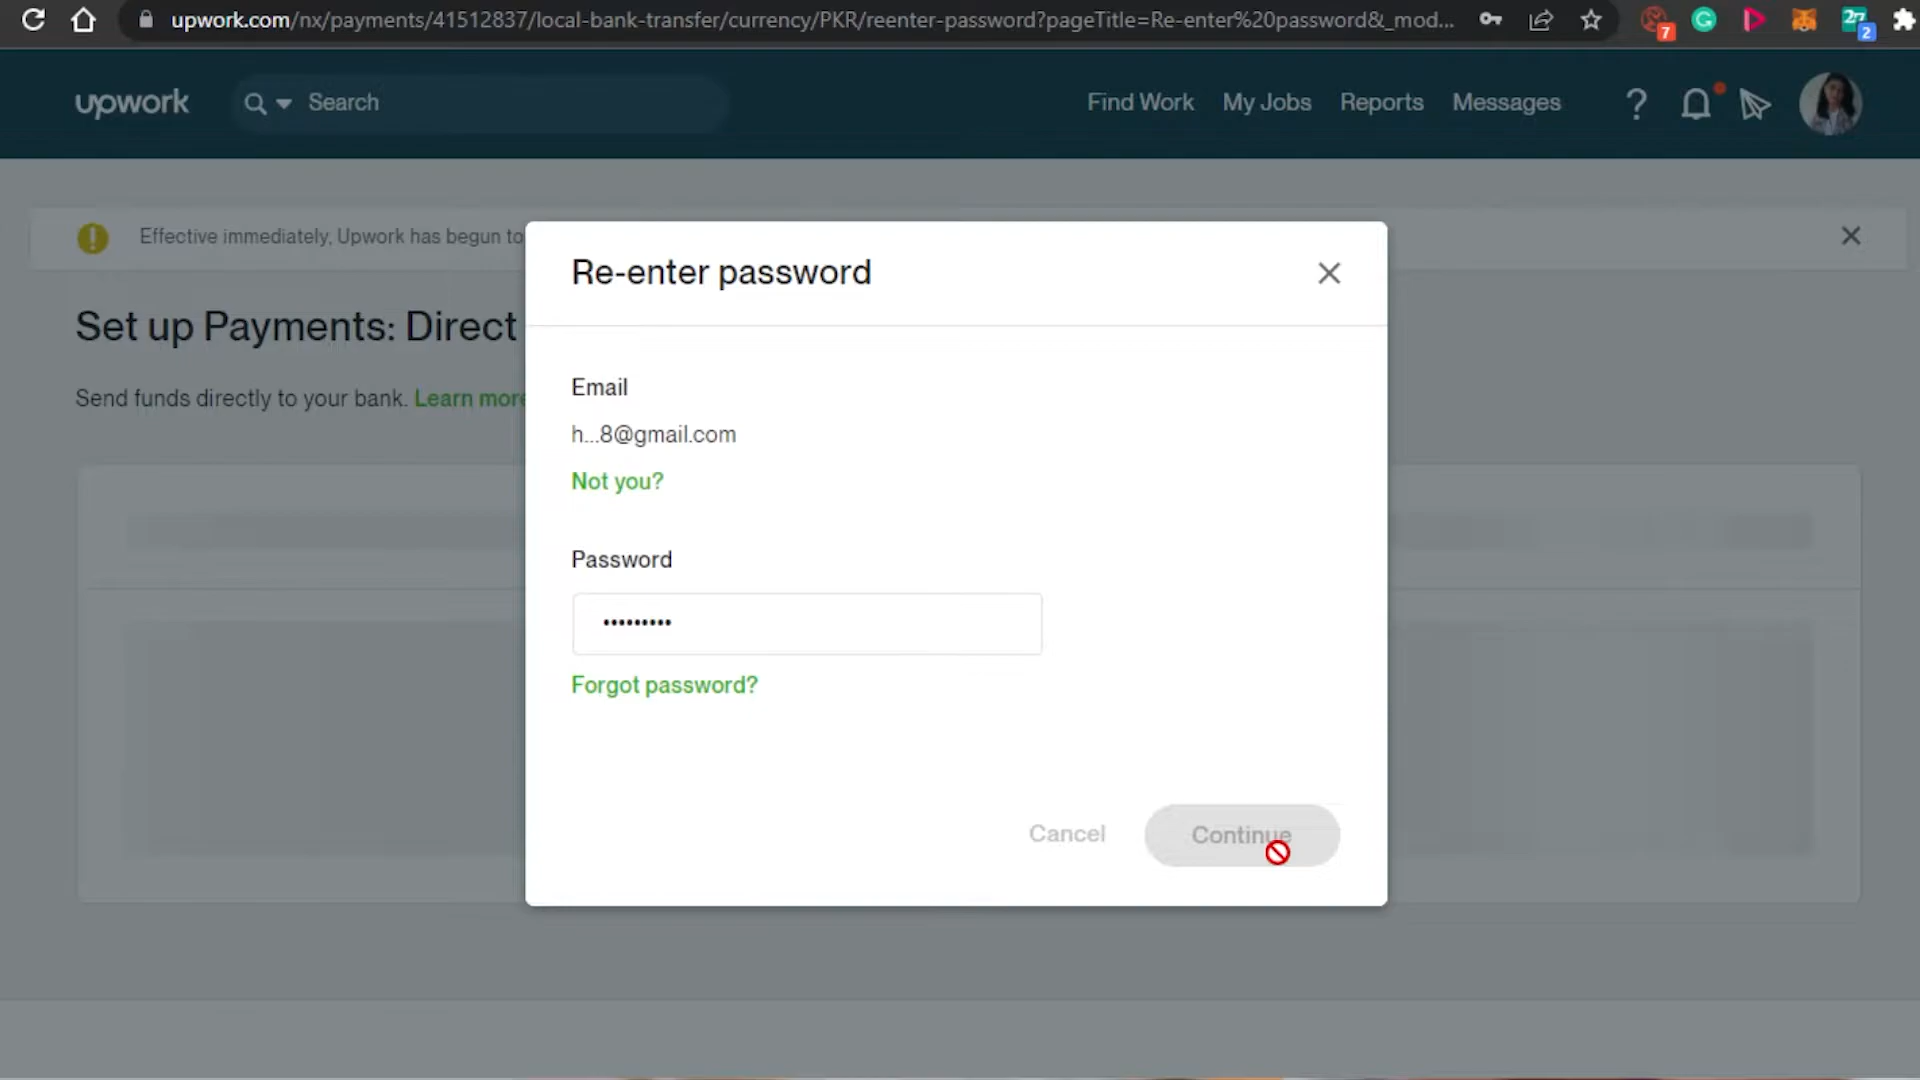 upwork.com/nx/payments/41512837/local-bank-transfer/currency/PKR/reenter-password?pageTitle=Re-enter%20password&_mod...
7
2
upwork
Search
Find Work
My Jobs
Reports
Messages
?
Effective immediately, Upwork has begun to
Set up Payments: Direct
Send funds directly to your bank. Learn more
Re-enter password
Email
h...8@gmail.com
Not you?
Password
•••••••••
Forgot password?
Cancel
Continue